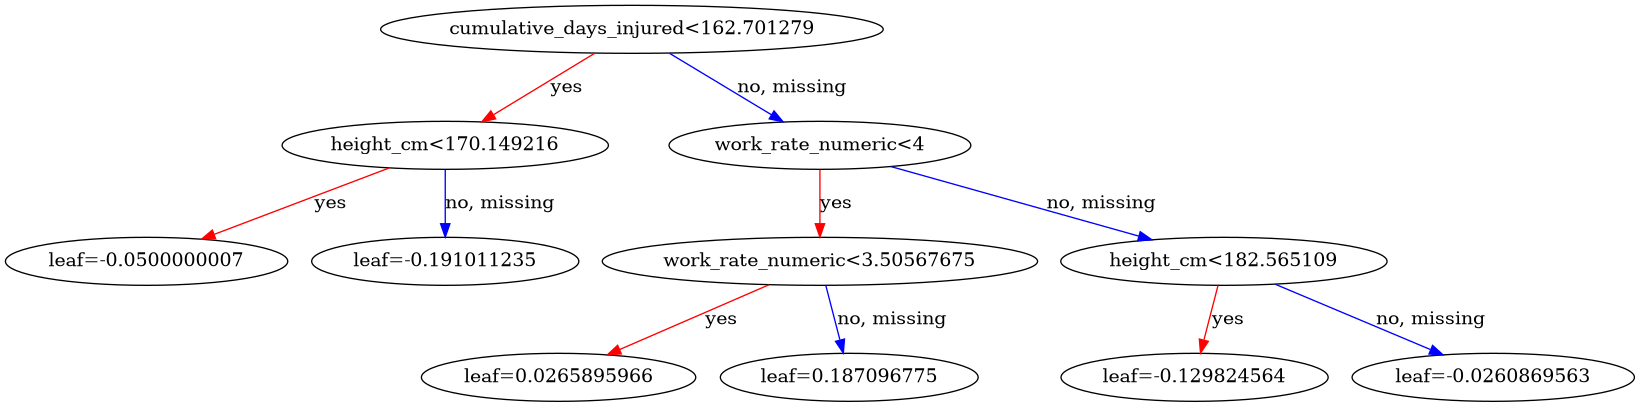 cumulative_days_injured<162.701279
yes
no, missing
height_cm<170.149216
work_rate_numeric<4
yes
no, missing
yes
no, missing
leaf=-0.0500000007
leaf=-0.191011235
work_rate_numeric<3.50567675
height_cm<182.565109
yes
no, missing
yes
no, missing
leaf=0.0265895966
leaf=0.187096775
leaf=-0.129824564
leaf=-0.0260869563